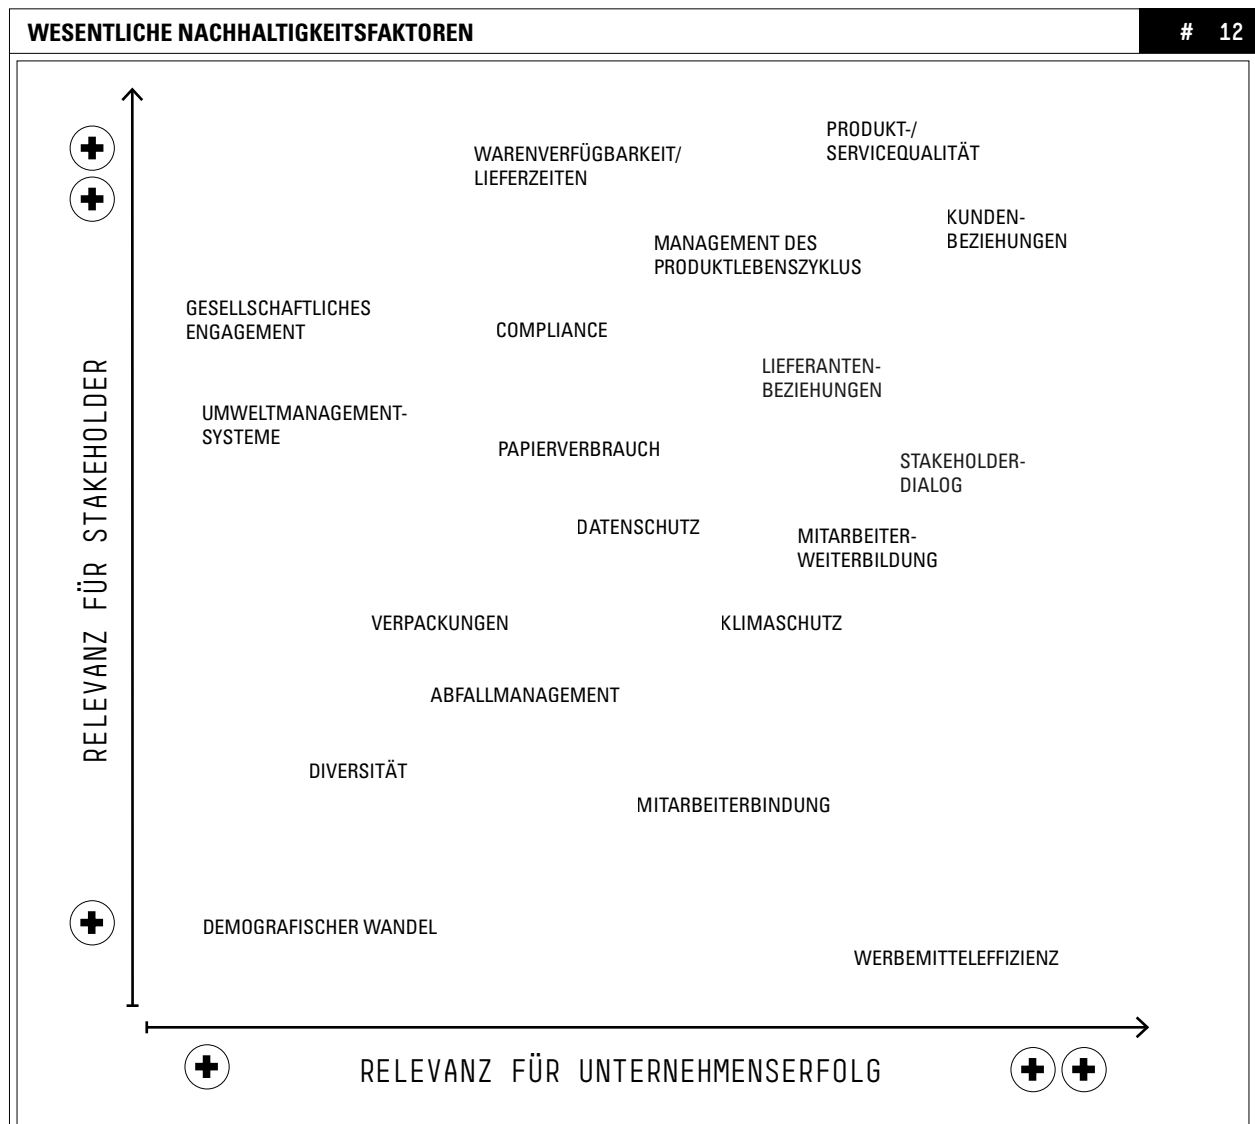 WESENTLICHE NACHHALTIGKEITSFAKTOREN
# 12
PRODUKT-/
SERVICEQUALITÄT
WARENVERFÜGBARKEIT/
LIEFERZEITEN
KUNDEN-
BEZIEHUNGEN
MANAGEMENT DES
PRODUKTLEBENSZYKLUS
GESELLSCHAFTLICHES
ENGAGEMENT
COMPLIANCE
LIEFERANTEN-
BEZIEHUNGEN
UMWELTMANAGEMENT-
SYSTEME
PAPIERVERBRAUCH
STAKEHOLDER-
DIALOG
DATENSCHUTZ
MITARBEITER-
WEITERBILDUNG
VERPACKUNGEN
KLIMASCHUTZ
ABFALLMANAGEMENT
DIVERSITÄT
MITARBEITERBINDUNG
DEMOGRAFISCHER WANDEL
WERBEMITTELEFFIZIENZ
RELEVANZ FÜR STAKEHOLDER
RELEVANZ FÜR UNTERNEHMENSERFOLG